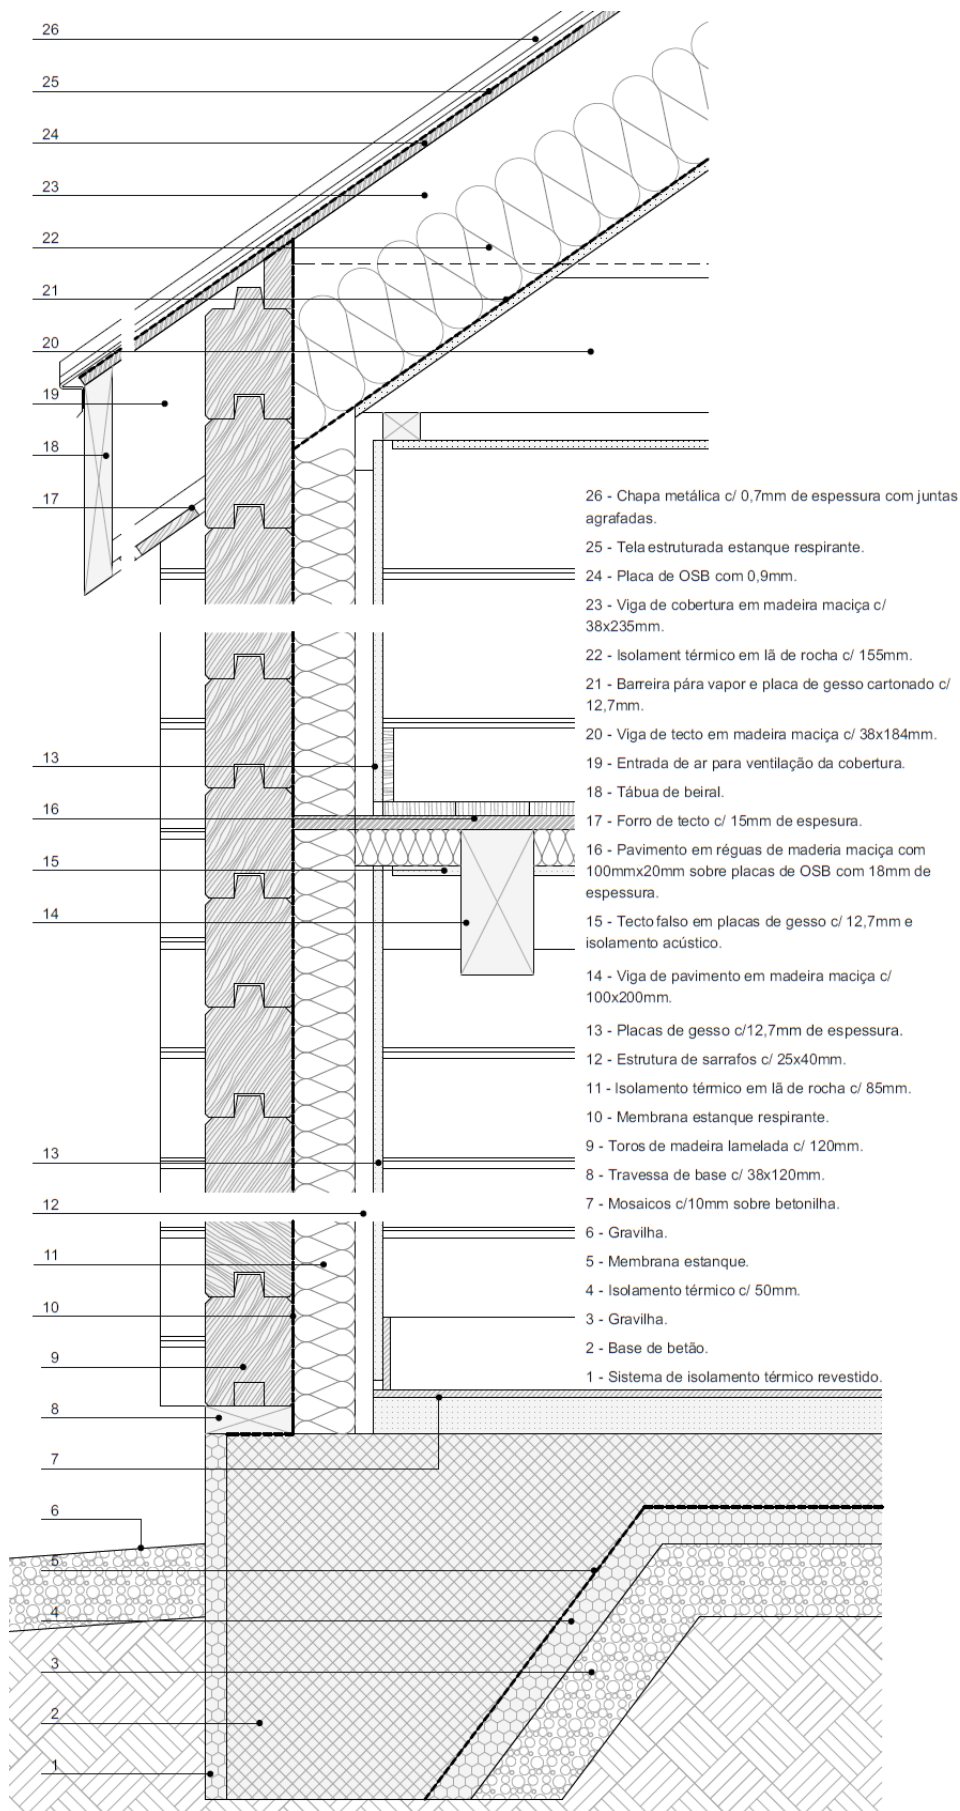 26
25
24
23
22
21
20
19
18
17
13
16
15
14
13
12
11
10
9
8
7
6
5
4
3
2
1
26 - Chapa metálica c/ 0,7mm de espessura com juntas
agrafadas.
25 - Tela estruturada estanque respirante.
24 - Placa de OSB com 0,9mm.
23 - Viga de cobertura em madeira maciça c/
38x235mm.
22 - Isolament térmico em lã de rocha c/ 155mm.
21 - Barreira pára vapor e placa de gesso cartonado c/
12,7mm.
20 - Viga de tecto em madeira maciça c/ 38x184mm.
19 - Entrada de ar para ventilação da cobertura.
18 - Tábua de beiral.
17 - Forro de tecto c/ 15mm de espesura.
16 - Pavimento em réguas de maderia maciça com
100mmx20mm sobre placas de OSB com 18mm de
espessura.
15 - Tecto falso em placas de gesso c/ 12,7mm e
isolamento acústico.
14 - Viga de pavimento em madeira maciça c/
100x200mm.
13 - Placas de gesso c/12,7mm de espessura.
12 - Estrutura de sarrafos c/ 25x40mm.
11 - Isolamento térmico em lã de rocha c/ 85mm.
10 - Membrana estanque respirante.
9 - Toros de madeira lamelada c/ 120mm.
8 - Travessa de base c/ 38x120mm.
7 - Mosaicos c/10mm sobre betonilha.
6 - Gravilha.
5 - Membrana estanque.
4 - Isolamento térmico c/ 50mm.
3 - Gravilha.
2 - Base de betão.
1 - Sistema de isolamento térmico revestido.